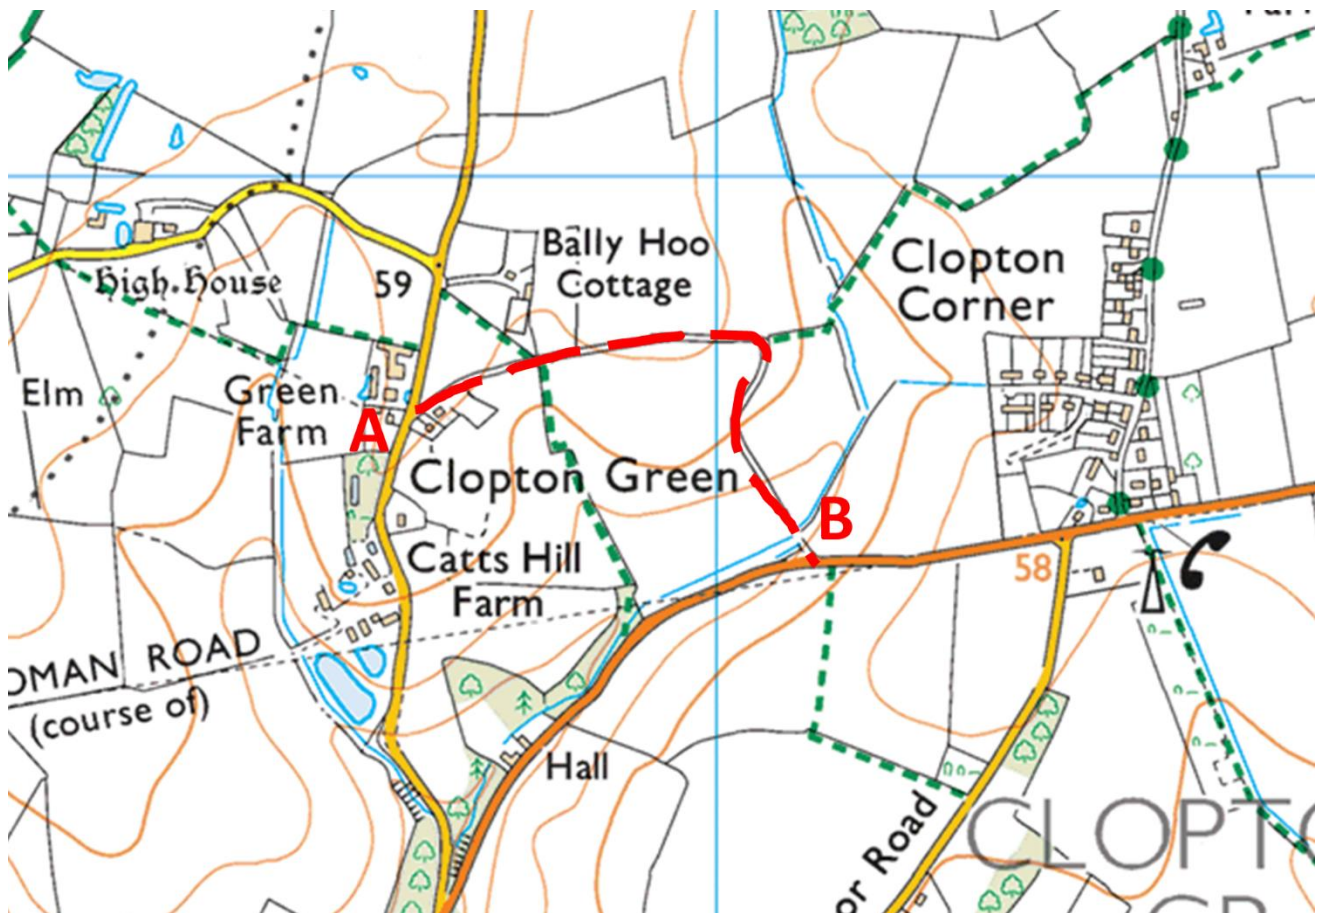 Bally Hoo
Cottage
Clopton
Corner
High House
59
Elm
Green
Farm
A
Clopton Green
B
Catts Hill
Farm
58
OMAN ROAD
(course of)
Hall
or Road
CLOPT